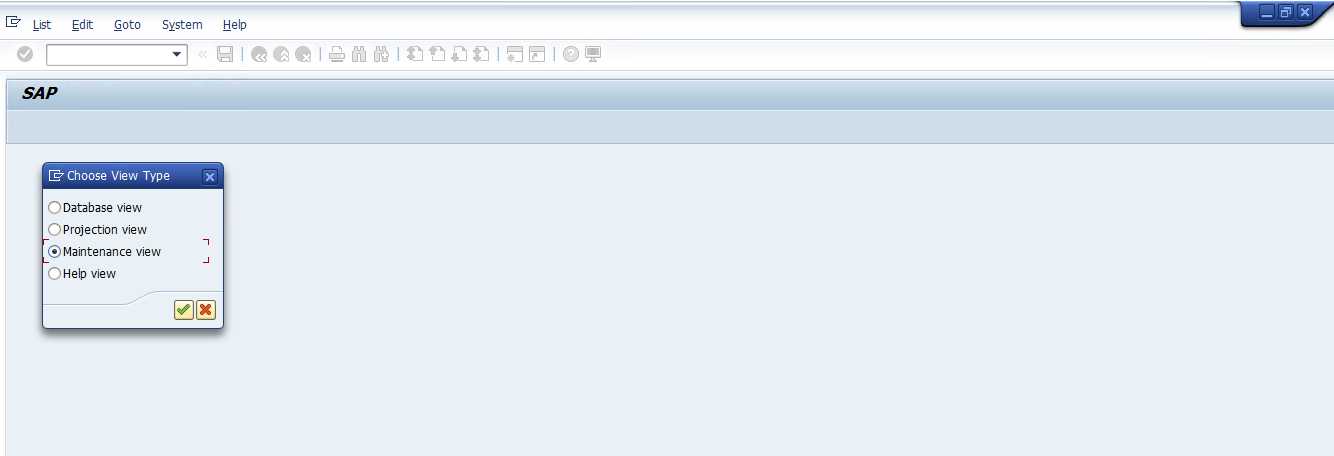 List Edit Goto System Help
SAP
Choose View Type
Database view
Projection view
Maintenance view
Help view